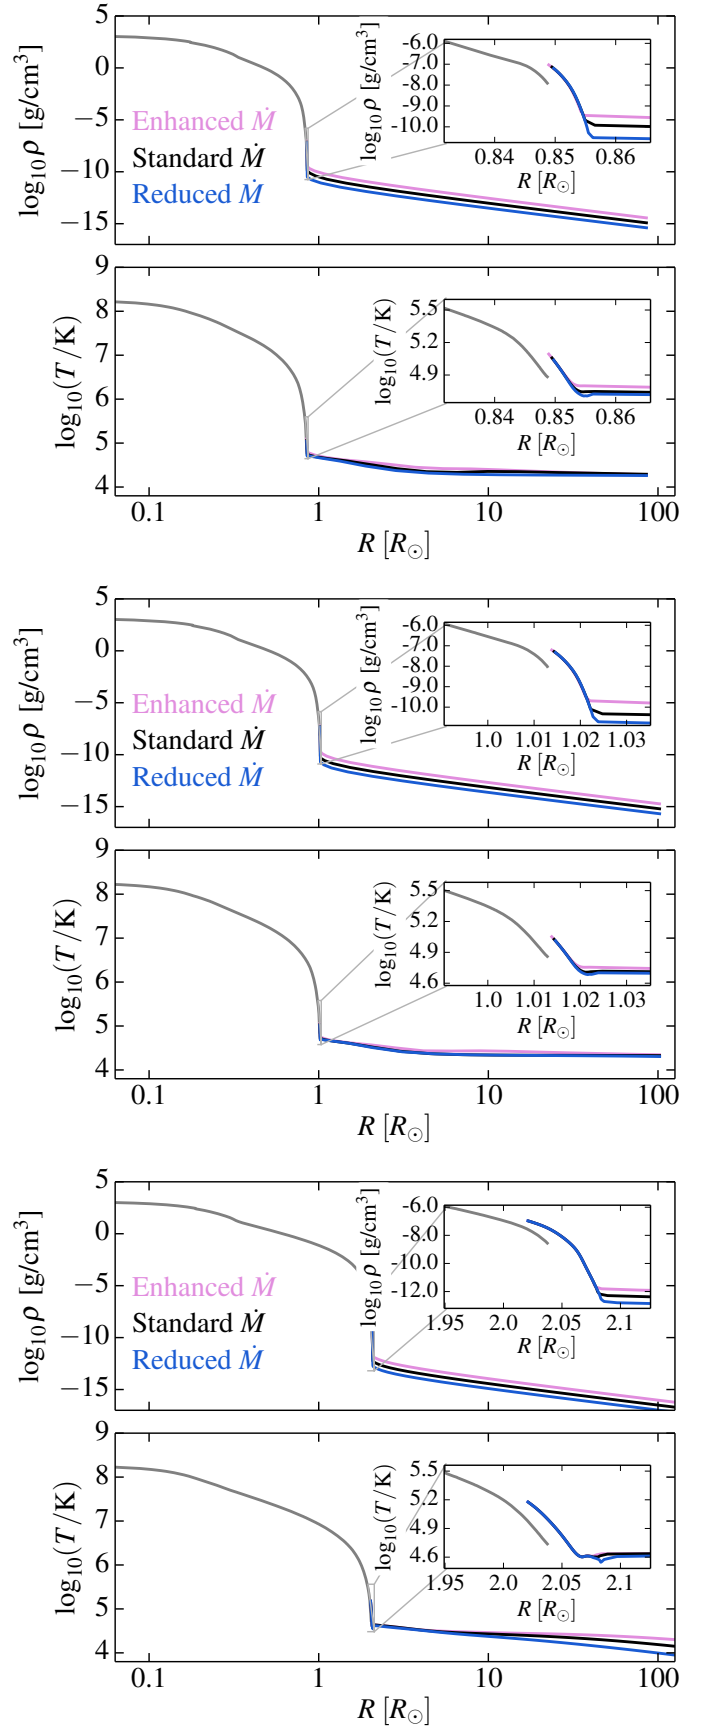 5
0
−5
−10
−15
log₁₀ρ [g/cm³]
Enhanced Ṁ
Standard Ṁ
Reduced Ṁ
-6.0
-7.0
-8.0
-9.0
-10.0
log₁₀ρ [g/cm³]
0.84 0.85 0.86
R [R☉]
9
8
7
6
5
4
log₁₀(T/K)
5.5
5.2
4.9
log₁₀(T/K)
0.84 0.85 0.86
R [R☉]
0.1 1 10 100
R [R☉]
5
0
−5
−10
−15
log₁₀ρ [g/cm³]
Enhanced Ṁ
Standard Ṁ
Reduced Ṁ
-6.0
-7.0
-8.0
-9.0
-10.0
log₁₀ρ [g/cm³]
1.0 1.01 1.02 1.03
R [R☉]
9
8
7
6
5
4
log₁₀(T/K)
5.5
5.2
4.9
4.6
log₁₀(T/K)
1.0 1.01 1.02 1.03
R [R☉]
0.1 1 10 100
R [R☉]
5
0
−5
−10
−15
log₁₀ρ [g/cm³]
Enhanced Ṁ
Standard Ṁ
Reduced Ṁ
-6.0
-8.0
-10.0
-12.0
log₁₀ρ [g/cm³]
1.95 2.0 2.05 2.1
R [R☉]
9
8
7
6
5
4
log₁₀(T/K)
5.5
5.2
4.9
4.6
log₁₀(T/K)
1.95 2.0 2.05 2.1
R [R☉]
0.1 1 10 100
R [R☉]